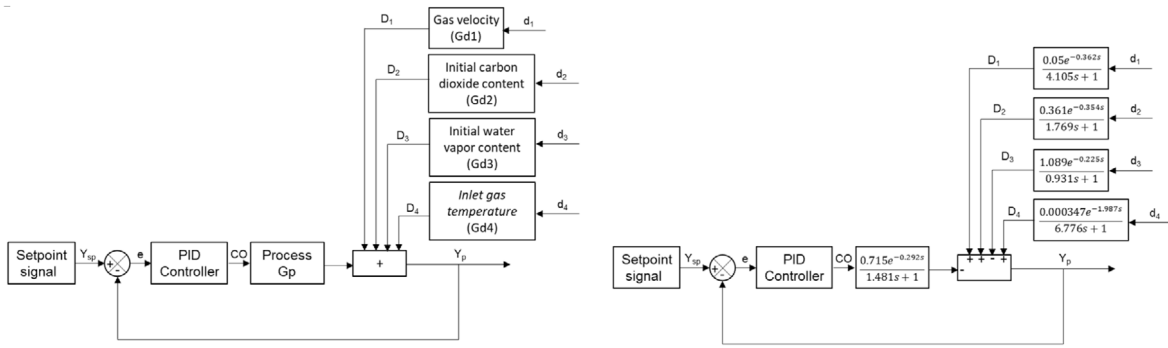 D₁
Gas velocity
(Gd1)
d₁
D₂
Initial carbon
dioxide content
(Gd2)
d₂
D₃
Initial water
vapor content
(Gd3)
d₃
D₄
Inlet gas
temperature
(Gd4)
d₄
Setpoint
signal
Yₛₚ
+
-
e
PID
Controller
CO
Process
Gp
+
Yₚ
D₁
0.05e^{-0.362s}
4.105s + 1
d₁
D₂
0.361e^{-0.354s}
1.769s + 1
d₂
D₃
1.089e^{-0.225s}
0.931s + 1
d₃
D₄
0.000347e^{-1.987s}
6.776s + 1
d₄
Setpoint
signal
Yₛₚ
+
-
e
PID
Controller
CO
0.715e^{-0.292s}
1.481s + 1
+ + - +
-
Yₚ